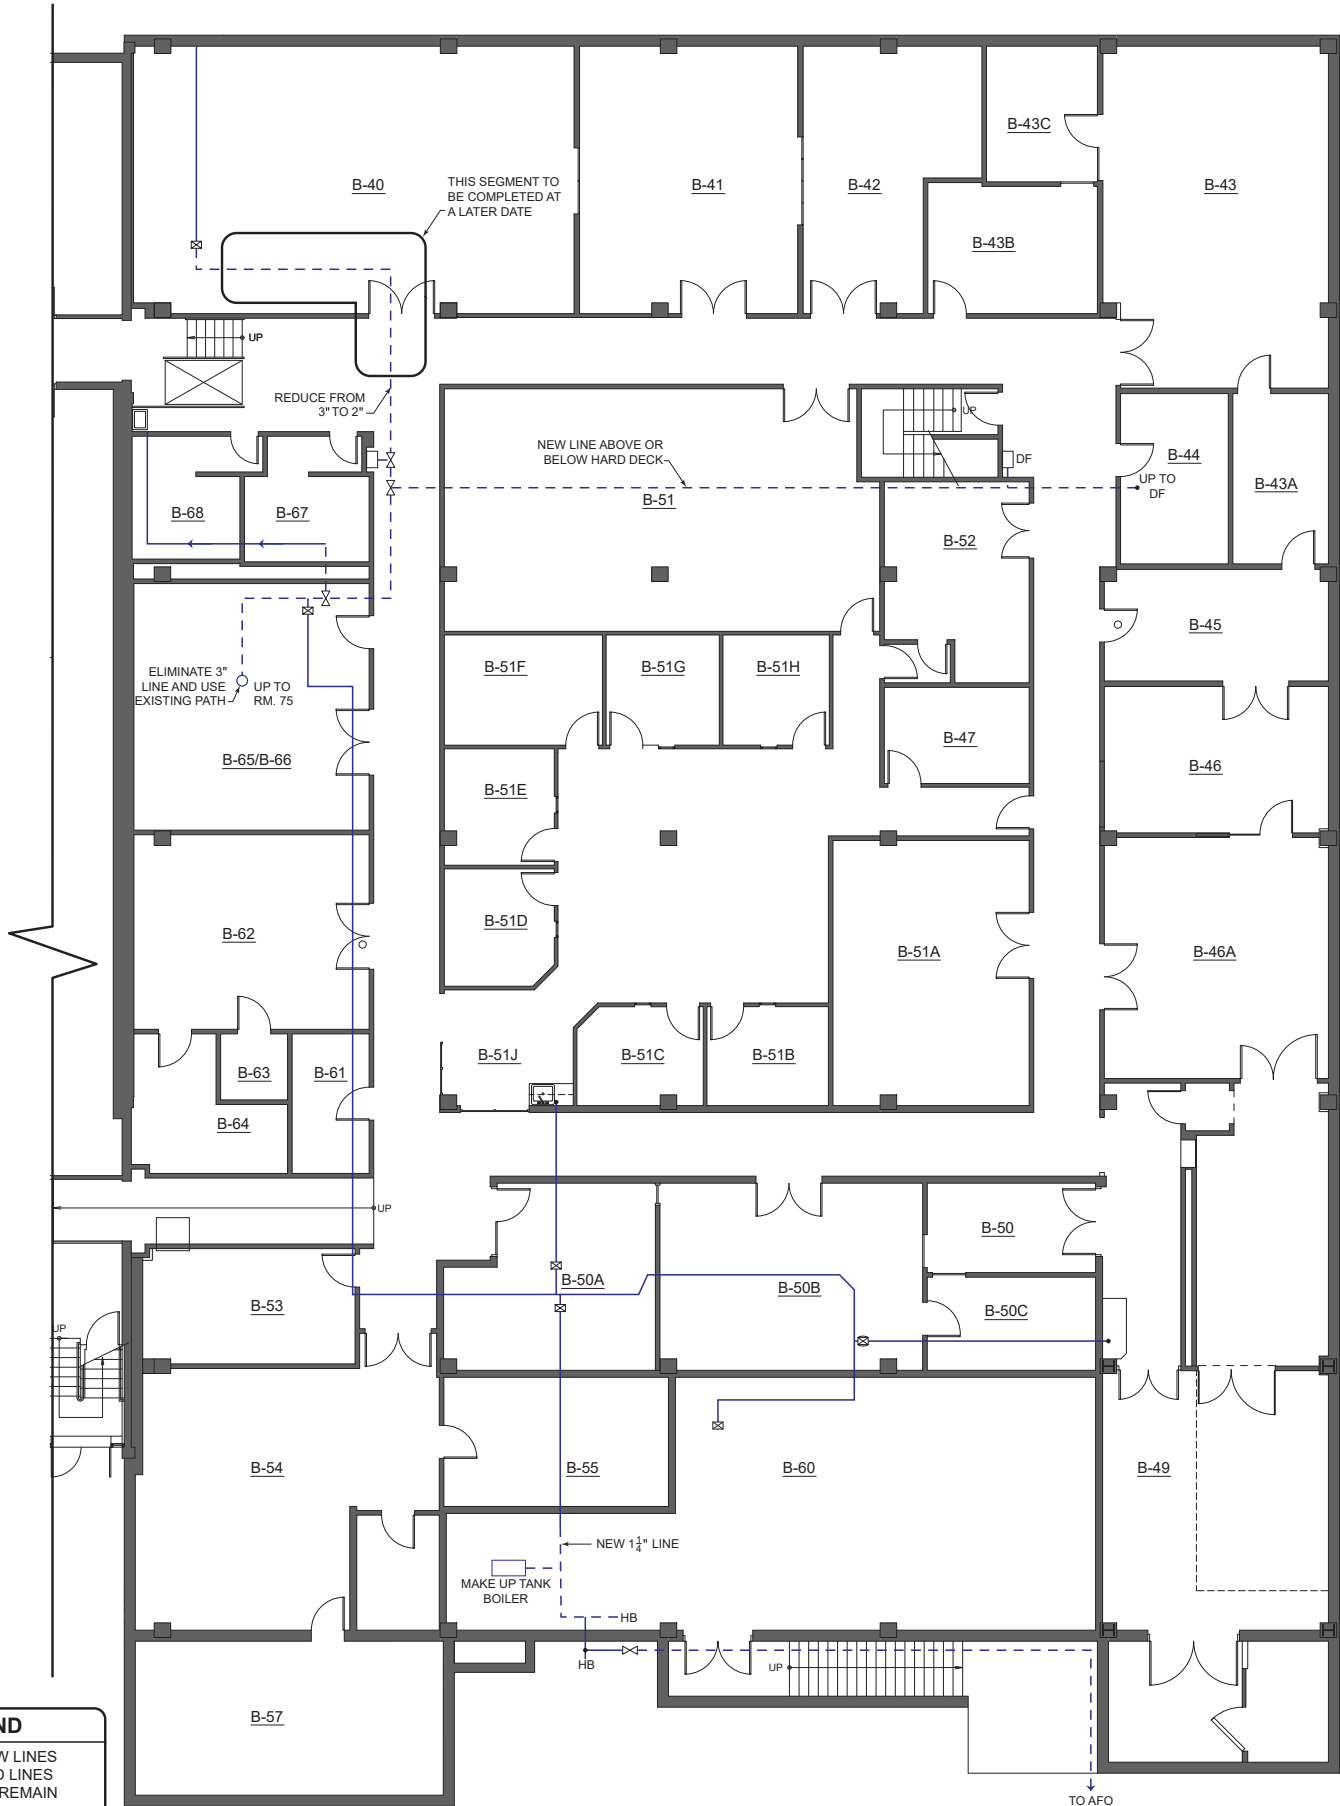 B-43C
B-40
THIS SEGMENT TO
BE COMPLETED AT
A LATER DATE
B-41
B-42
B-43
B-43B
UP
REDUCE FROM
3" TO 2"
UP
NEW LINE ABOVE OR
BELOW HARD DECK
DF
B-44
UP TO
DF
B-43A
B-51
B-68
B-67
B-52
B-45
ELIMINATE 3"
LINE AND USE
EXISTING PATH
UP TO
RM. 75
B-51F
B-51G
B-51H
B-47
B-65/B-66
B-46
B-51E
B-62
B-51D
B-51A
B-46A
B-51J
B-51C
B-51B
B-63
B-61
B-64
UP
B-50
B-50A
B-50B
B-53
B-50C
UP
B-54
B-55
B-60
B-49
NEW 1 1/4" LINE
MAKE UP TANK
BOILER
HB
HB
UP
B-57
TO AFO
ND
W LINES
D LINES
REMAIN